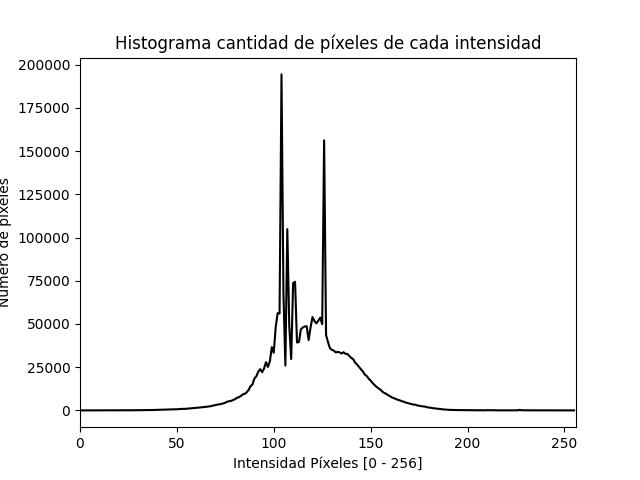 Histograma cantidad de píxeles de cada intensidad
Número de píxeles
200000
175000
150000
125000
100000
75000
50000
25000
0
0 50 100 150 200 250
Intensidad Píxeles [0 - 256]